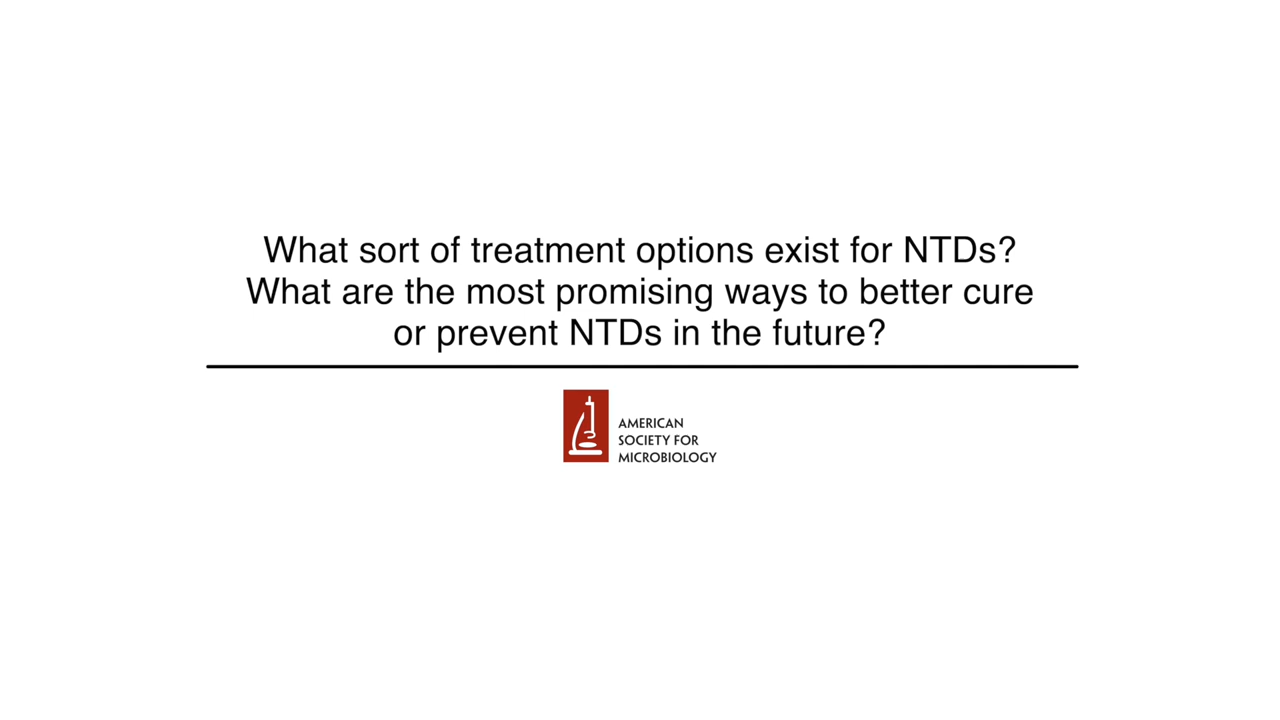 What sort of treatment options exist for NTDs?
What are the most promising ways to better cure
or prevent NTDs in the future?
AMERICAN
SOCIETY FOR
MICROBIOLOGY